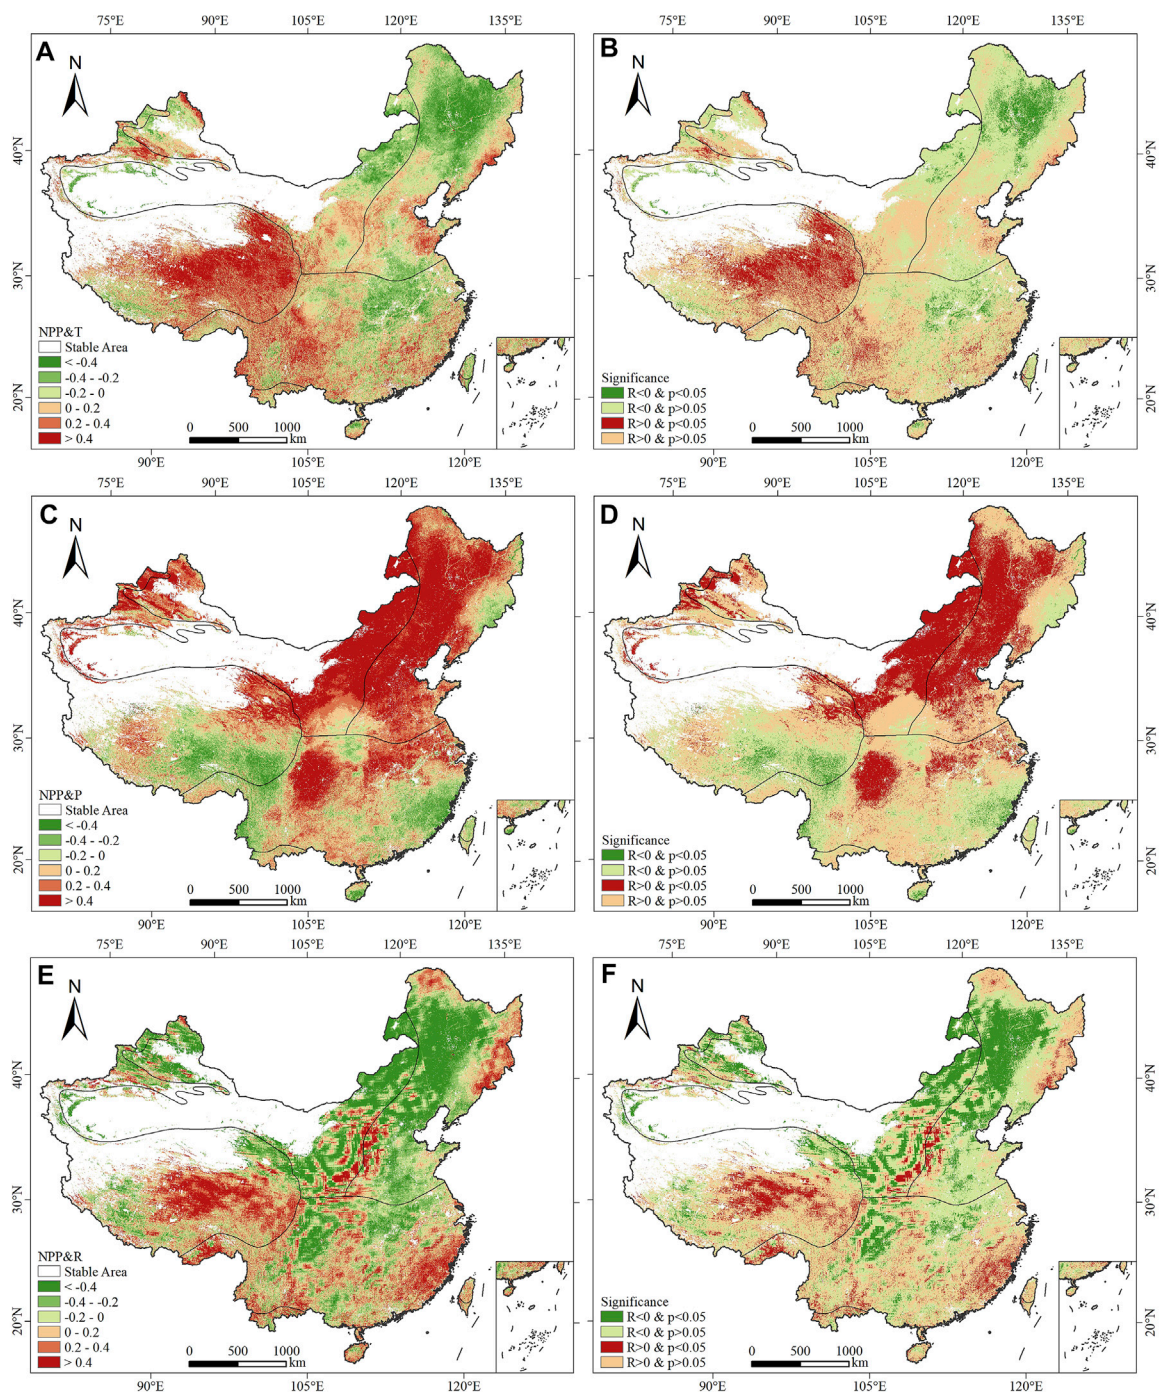 75°E 90°E 105°E 120°E 135°E 75°E 90°E 105°E 120°E 135°E
A
N
B
N
40°N
30°N
20°N
40°N
30°N
20°N
NPP&T
Stable Area
< -0.4
-0.4 - -0.2
-0.2 - 0
0 - 0.2
0.2 - 0.4
> 0.4
0 500 1000
km
Significance
R<0 & p<0.05
R<0 & p>0.05
R>0 & p<0.05
R>0 & p>0.05
0 500 1000
km
90°E 105°E 120°E 90°E 105°E 120°E
75°E 90°E 105°E 120°E 135°E 75°E 90°E 105°E 120°E 135°E
C
N
D
N
40°N
30°N
20°N
40°N
30°N
20°N
NPP&P
Stable Area
< -0.4
-0.4 - -0.2
-0.2 - 0
0 - 0.2
0.2 - 0.4
> 0.4
0 500 1000
km
Significance
R<0 & p<0.05
R<0 & p>0.05
R>0 & p<0.05
R>0 & p>0.05
0 500 1000
km
90°E 105°E 120°E 90°E 105°E 120°E
75°E 90°E 105°E 120°E 135°E 75°E 90°E 105°E 120°E 135°E
E
N
F
N
40°N
30°N
20°N
40°N
30°N
20°N
NPP&R
Stable Area
< -0.4
-0.4 - -0.2
-0.2 - 0
0 - 0.2
0.2 - 0.4
> 0.4
0 500 1000
km
Significance
R<0 & p<0.05
R<0 & p>0.05
R>0 & p<0.05
R>0 & p>0.05
0 500 1000
km
90°E 105°E 120°E 90°E 105°E 120°E